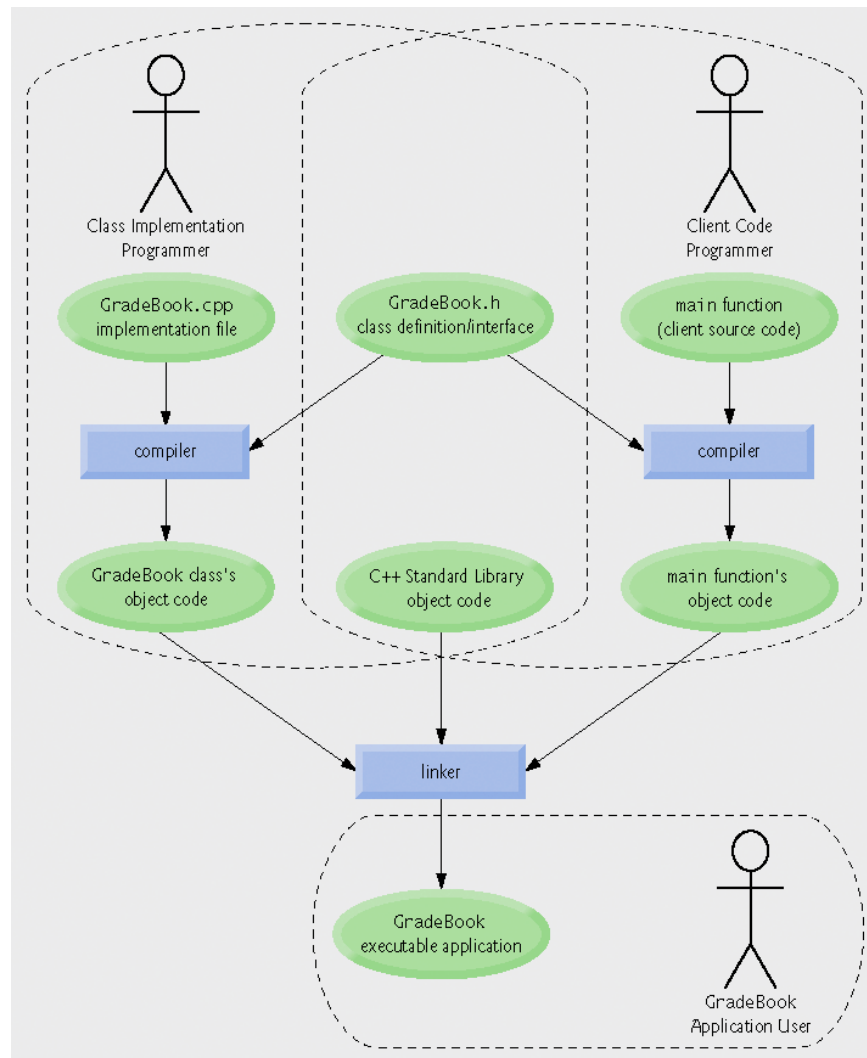 Class Implementation
Programmer
Client Code
Programmer
GradeBook.cpp
implementation file
GradeBook.h
class definition/interface
main function
(client source code)
compiler
compiler
GradeBook class's
object code
C++ Standard Library
object code
main function's
object code
linker
GradeBook
executable application
GradeBook
Application User